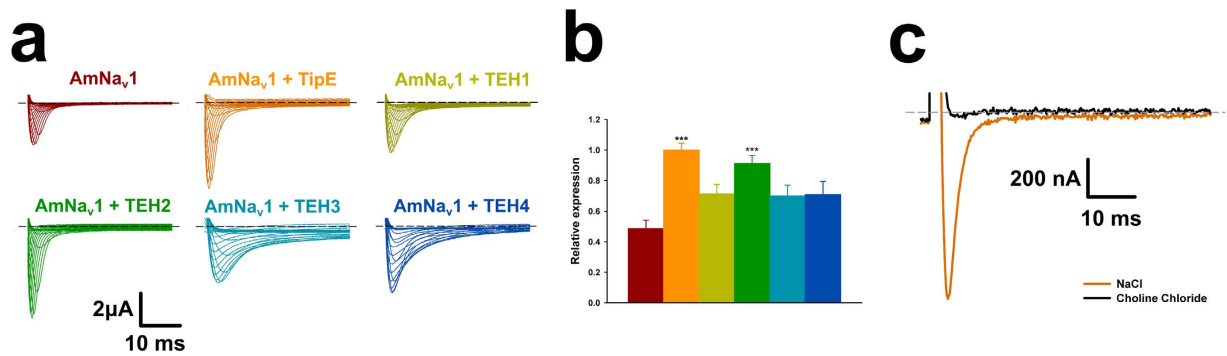 a
AmNav1
AmNav1 + TipE
AmNav1 + TEH1
AmNav1 + TEH2
AmNav1 + TEH3
AmNav1 + TEH4
2µA
10 ms
b
1.2
1.0
0.8
0.6
0.4
0.2
0.0
Relative expression
***
***
c
200 nA
10 ms
NaCl
Choline Chloride